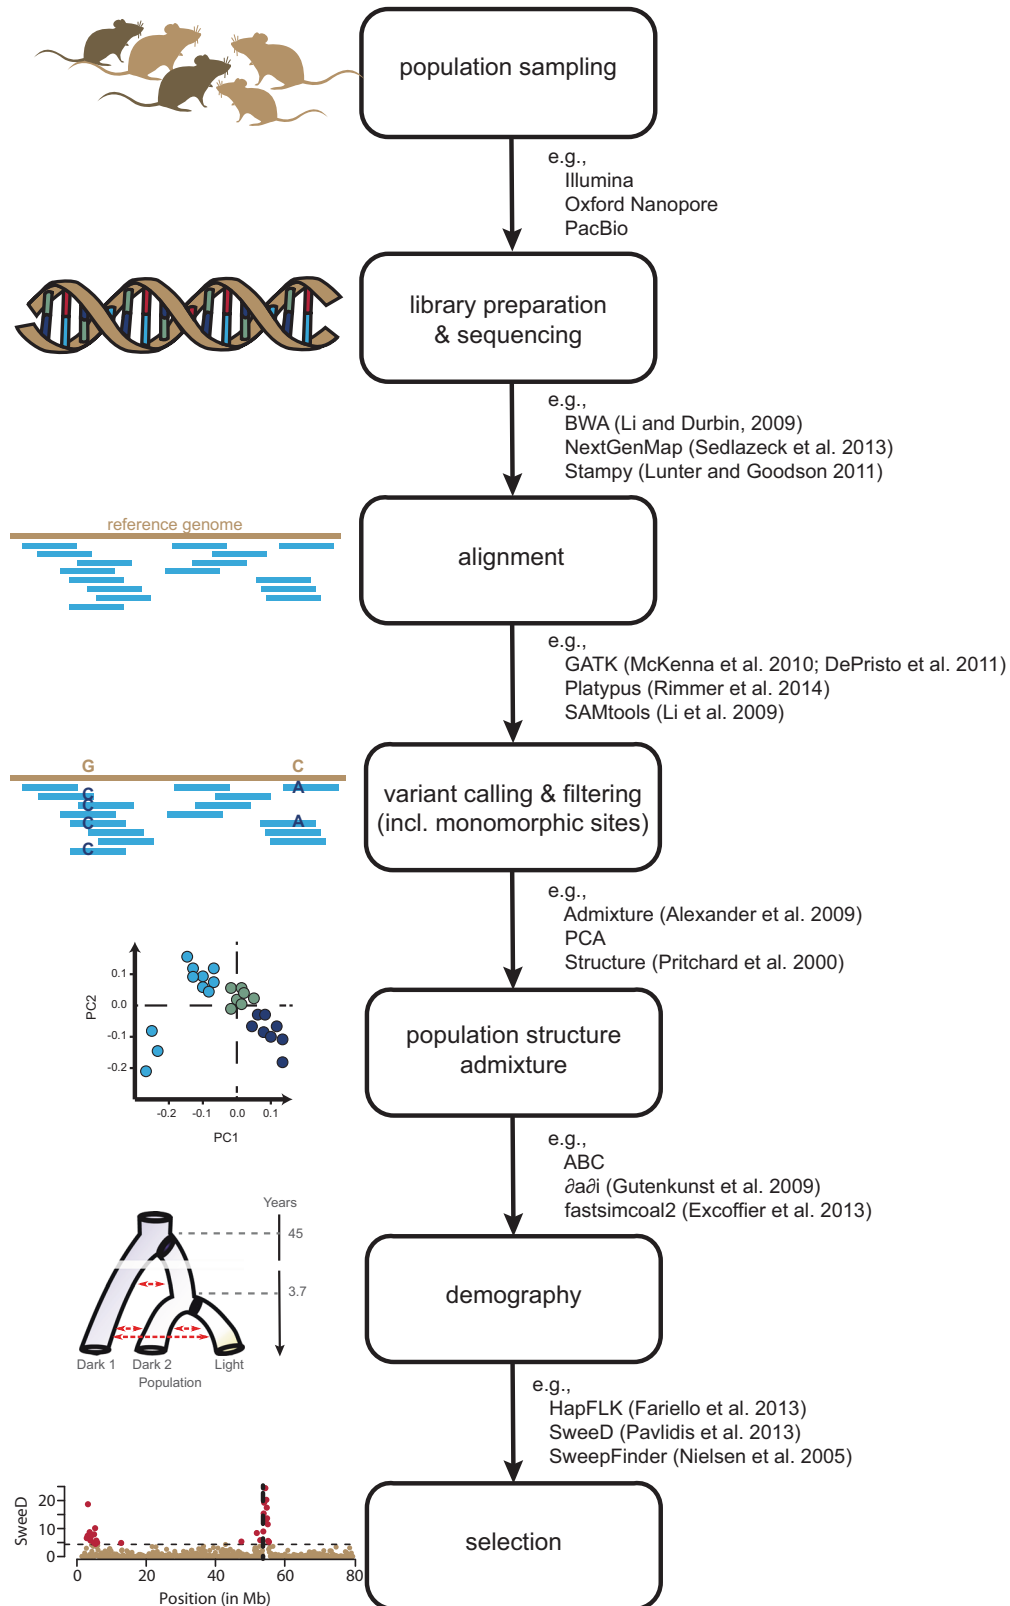 population sampling
e.g.,
Illumina
Oxford Nanopore
PacBio
library preparation
& sequencing
e.g.,
BWA (Li and Durbin, 2009)
NextGenMap (Sedlazeck et al. 2013)
Stampy (Lunter and Goodson 2011)
reference genome
alignment
e.g.,
GATK (McKenna et al. 2010; DePristo et al. 2011)
Platypus (Rimmer et al. 2014)
SAMtools (Li et al. 2009)
G C
C A
C
C A
C
variant calling & filtering
(incl. monomorphic sites)
e.g.,
Admixture (Alexander et al. 2009)
PCA
Structure (Pritchard et al. 2000)
PC2
0.1
0.0
-0.1
-0.2
-0.2 -0.1 0.0 0.1
PC1
population structure
admixture
e.g.,
ABC
∂a∂i (Gutenkunst et al. 2009)
fastsimcoal2 (Excoffier et al. 2013)
Years
45
3.7
Dark 1 Dark 2 Light
Population
demography
e.g.,
HapFLK (Fariello et al. 2013)
SweeD (Pavlidis et al. 2013)
SweepFinder (Nielsen et al. 2005)
SweeD
20
10
0
0 20 40 60 80
Position (in Mb)
selection